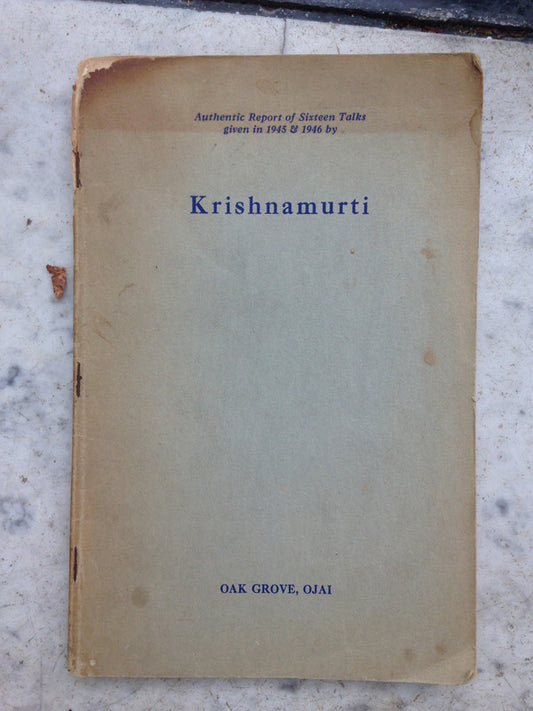 Authentic Report of Sixteen Talks
given in 1945 & 1946 by
Krishnamurti
OAK GROVE, OJAI